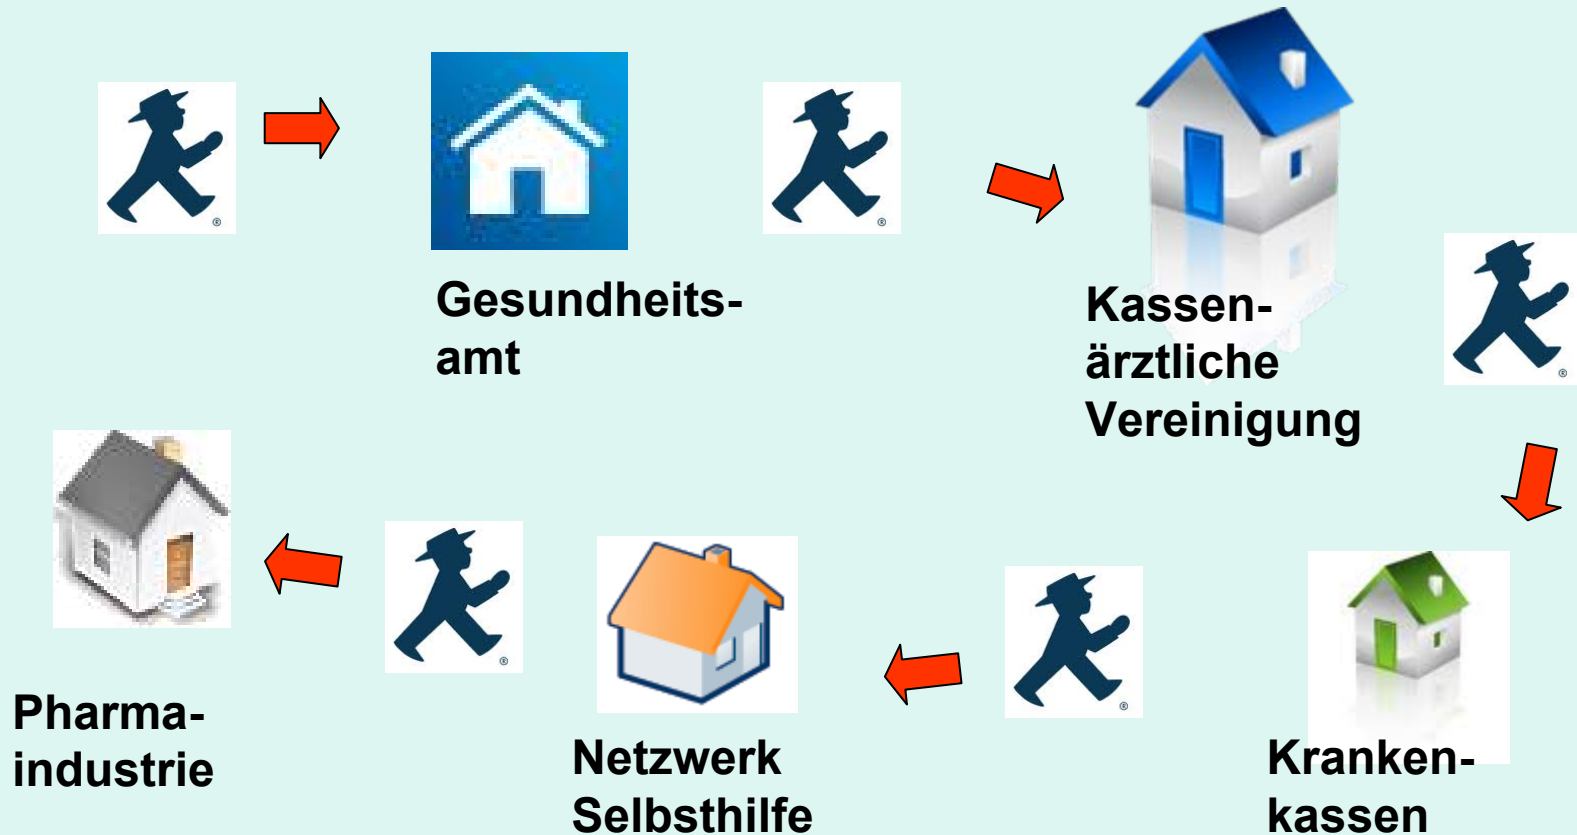 Gesundheits-
amt
Kassen-
ärztliche
Vereinigung
Pharma-
industrie
Netzwerk
Selbsthilfe
Kranken-
kassen
®
®
®
®
®